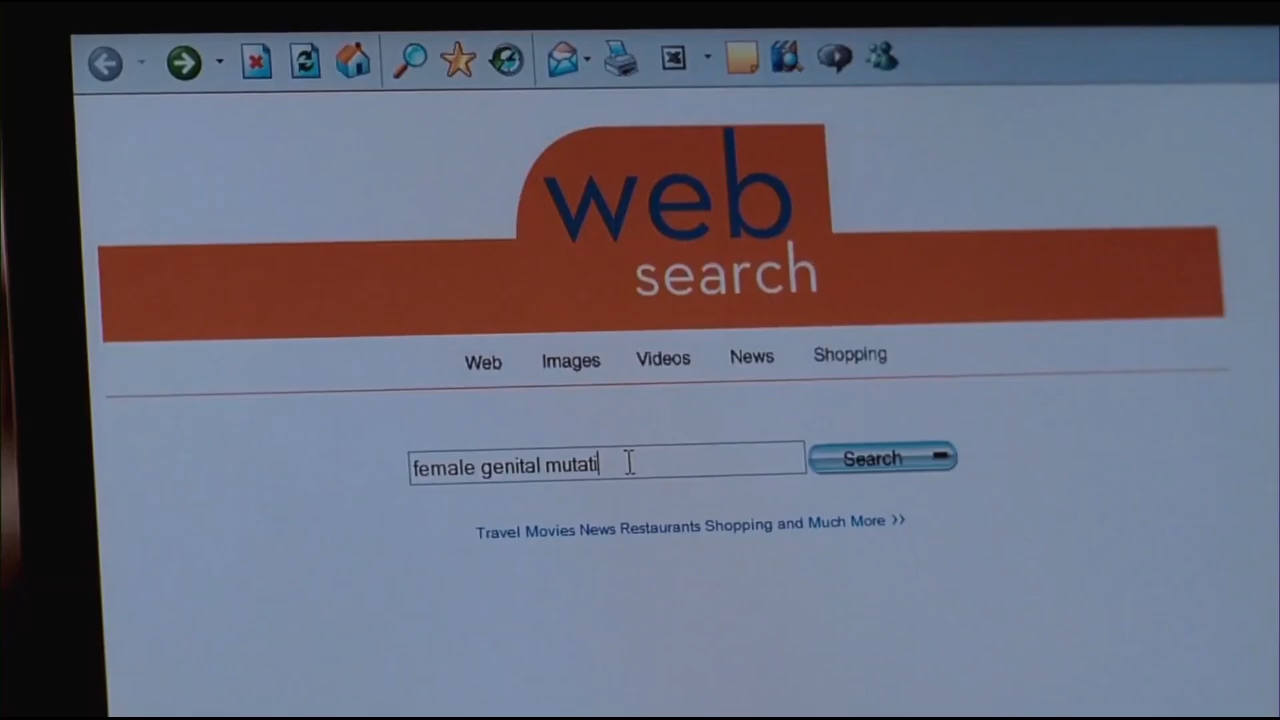 web
search
Web Images Videos News Shopping
female genital mutati
Search
Travel Movies News Restaurants Shopping and Much More >>